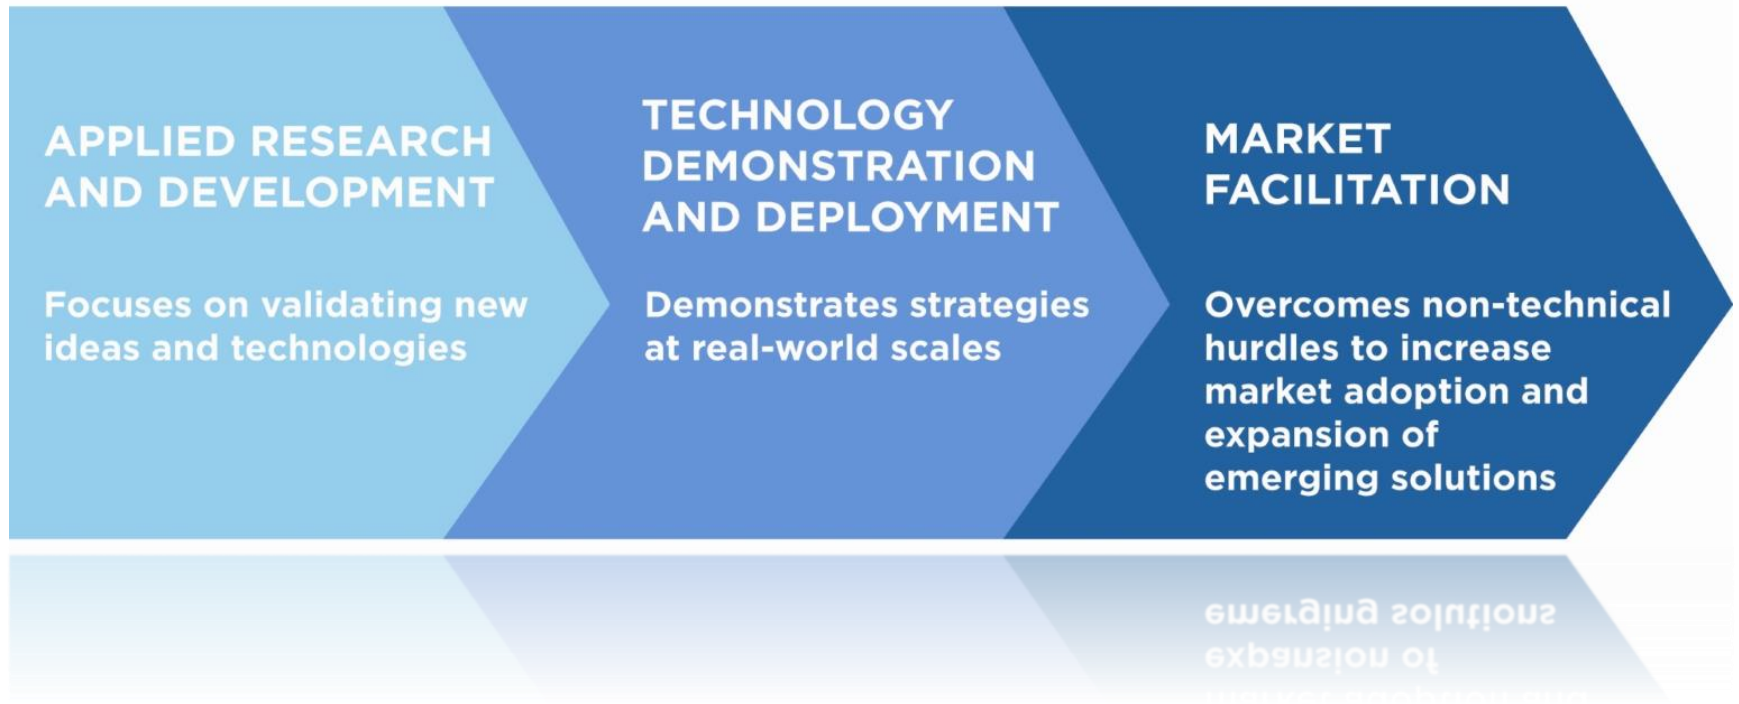 APPLIED RESEARCH
AND DEVELOPMENT
Focuses on validating new
ideas and technologies
TECHNOLOGY
DEMONSTRATION
AND DEPLOYMENT
Demonstrates strategies
at real-world scales
MARKET
FACILITATION
Overcomes non-technical
hurdles to increase
market adoption and
expansion of
emerging solutions